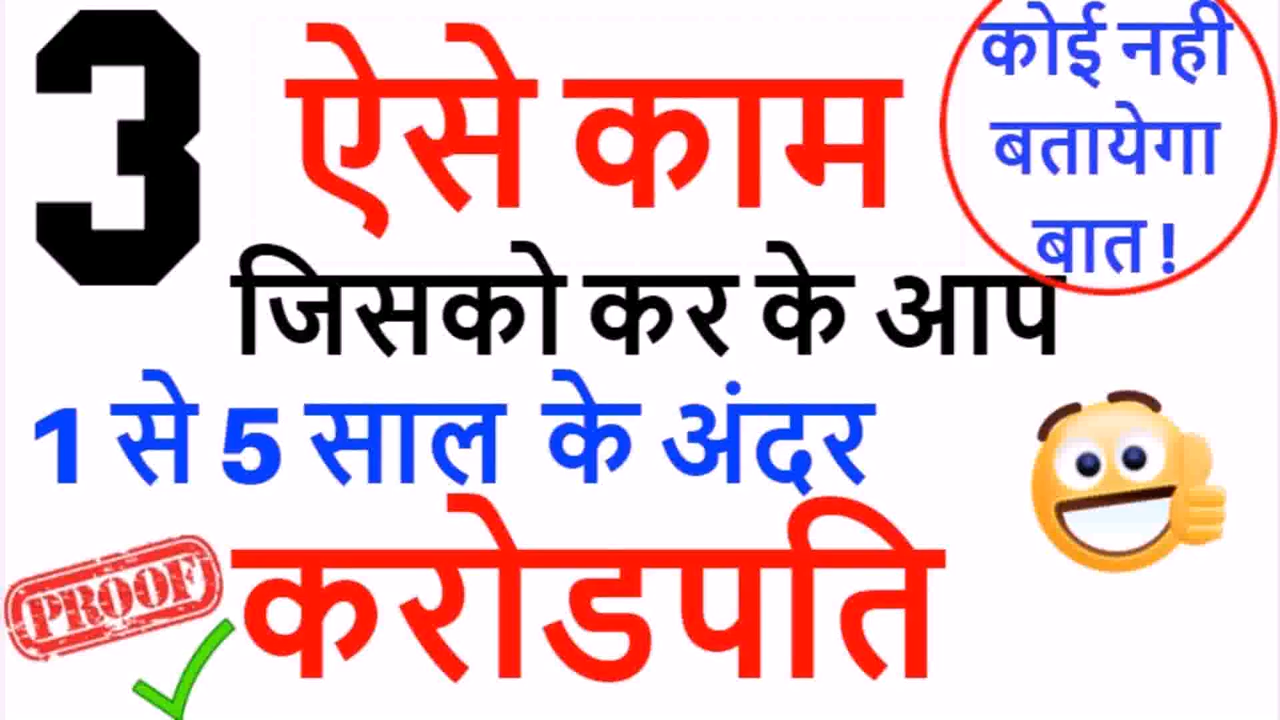 3 ऐसे काम
कोई नही
बतायेगा
बात !
जिसको कर के आप
1 से 5 साल के अंदर
PROOF
करोडपति